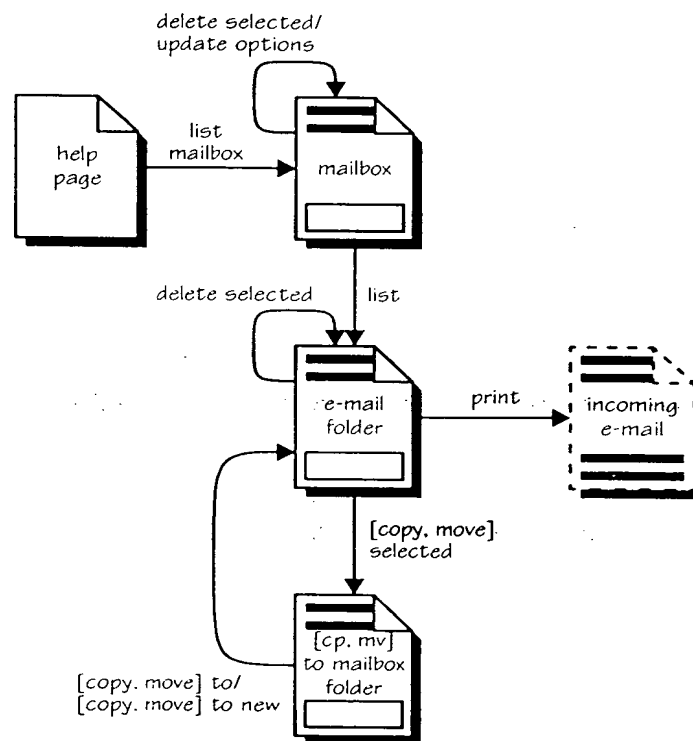 delete selected/
update options
help
page
list
mailbox
mailbox
delete selected
list
e-mail
folder
print
incoming
e-mail
[copy, move]
selected
[cp, mv]
to mailbox
folder
[copy, move] to/
[copy, move] to new